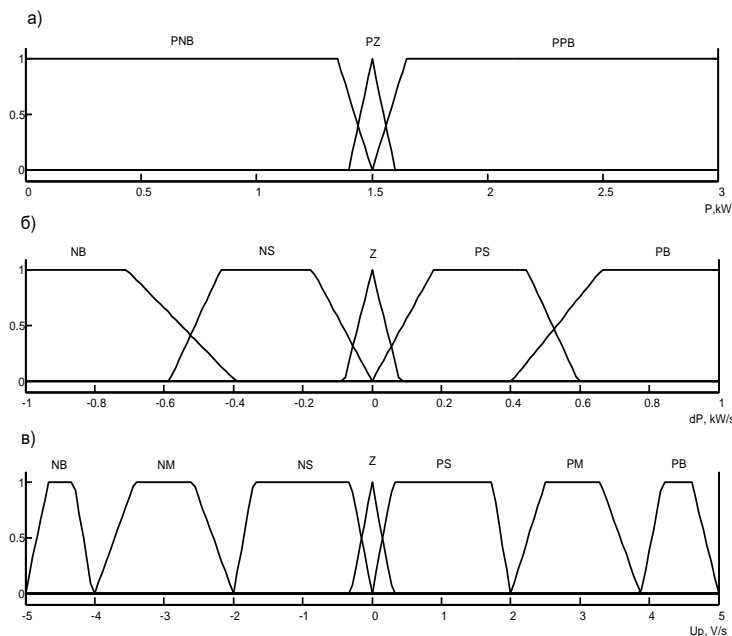 а)
PNB PZ PPB
1
0.5
0
0 0.5 1 1.5 2 2.5 3
P,kW
б)
NB NS Z PS PB
1
0.5
0
-1 -0.8 -0.6 -0.4 -0.2 0 0.2 0.4 0.6 0.8 1
dP, kW/s
в)
NB NM NS Z PS PM PB
1
0.5
0
-5 -4 -3 -2 -1 0 1 2 3 4 5
Up, V/s